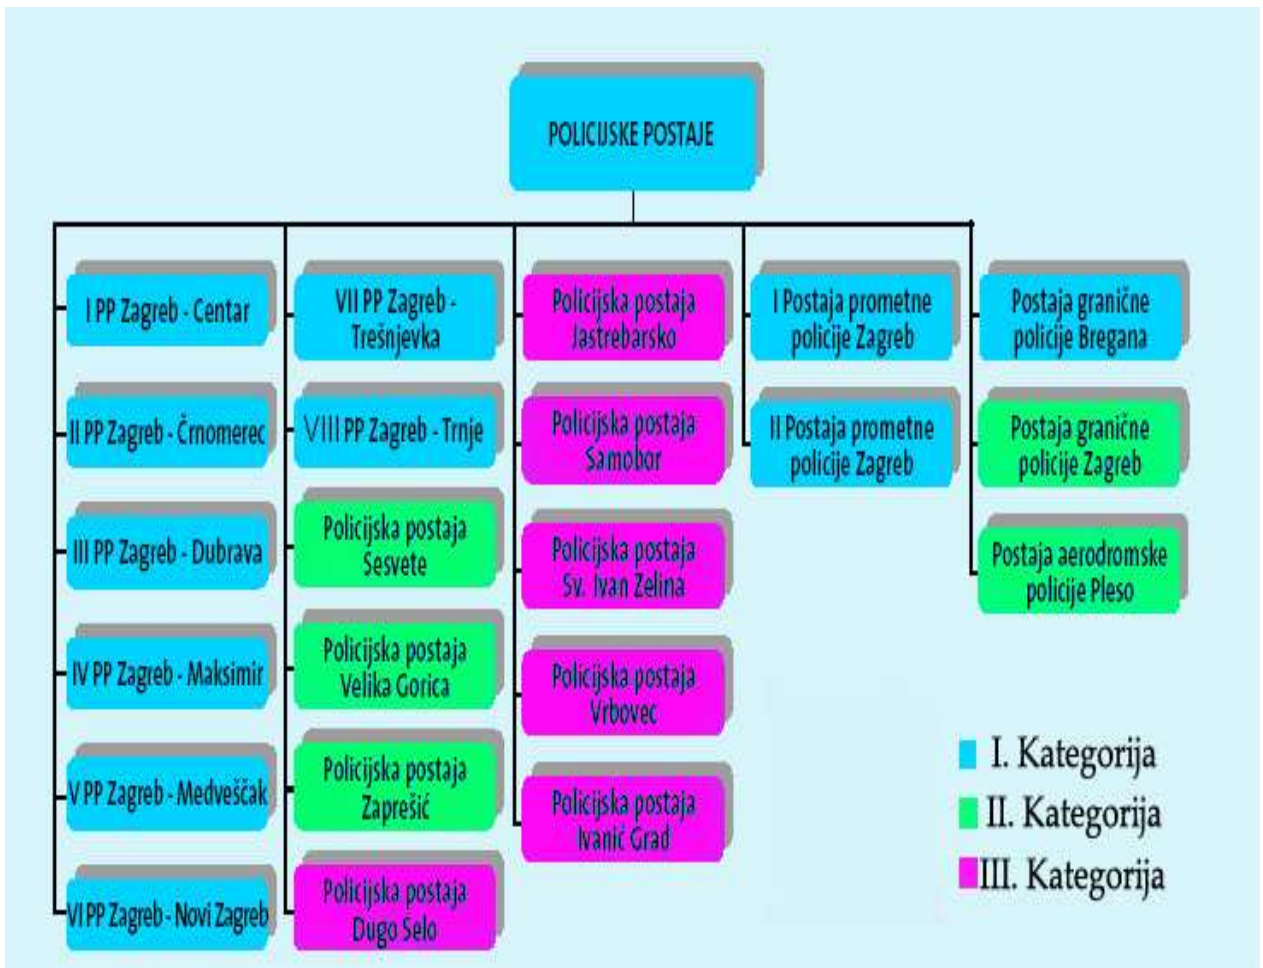 POLICIJSKE POSTAJE
I PP Zagreb - Centar
II PP Zagreb - Črnomerec
III PP Zagreb - Dubrava
IV PP Zagreb - Maksimir
V PP Zagreb - Medveščak
VI PP Zagreb - Novi Zagreb
VII PP Zagreb -
Trešnjevka
VIII PP Zagreb - Trnje
Policijska postaja
Sesvete
Policijska postaja
Velika Gorica
Policijska postaja
Zaprešić
Policijska postaja
Dugo Selo
Policijska postaja
Jastrebarsko
Policijska postaja
Samobor
Policijska postaja
Sv. Ivan Zelina
Policijska postaja
Vrbovec
Policijska postaja
Ivanić Grad
I Postaja prometne
policije Zagreb
II Postaja prometne
policije Zagreb
Postaja granične
policije Bregana
Postaja granične
policije Zagreb
Postaja aerodromske
policije Pleso
I. Kategorija
II. Kategorija
III. Kategorija